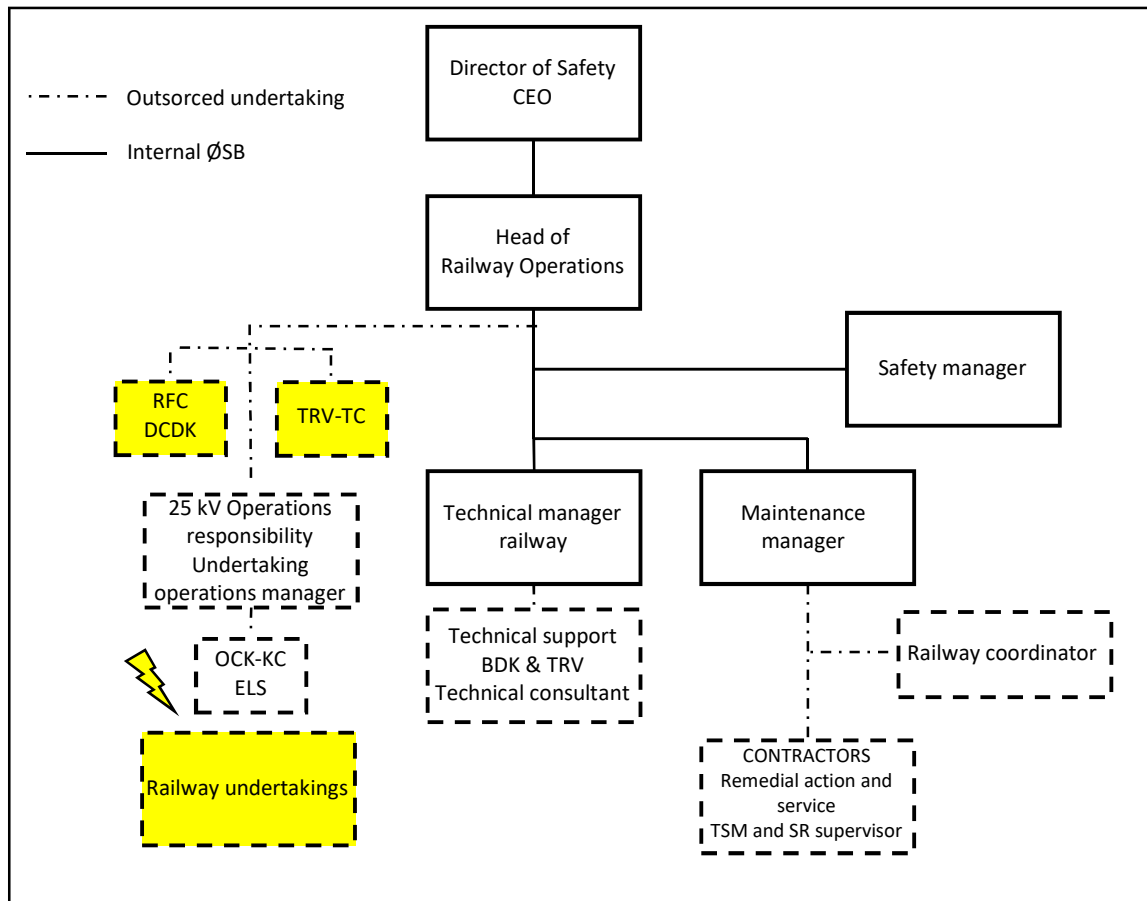 Director of Safety
CEO
Outsorced undertaking
Internal ØSB
Head of
Railway Operations
Safety manager
RFC
DCDK
TRV-TC
25 kV Operations
responsibility
Undertaking
operations manager
Technical manager
railway
Maintenance
manager
Technical support
BDK & TRV
Technical consultant
OCK-KC
ELS
Railway coordinator
Railway undertakings
CONTRACTORS
Remedial action and
service
TSM and SR supervisor